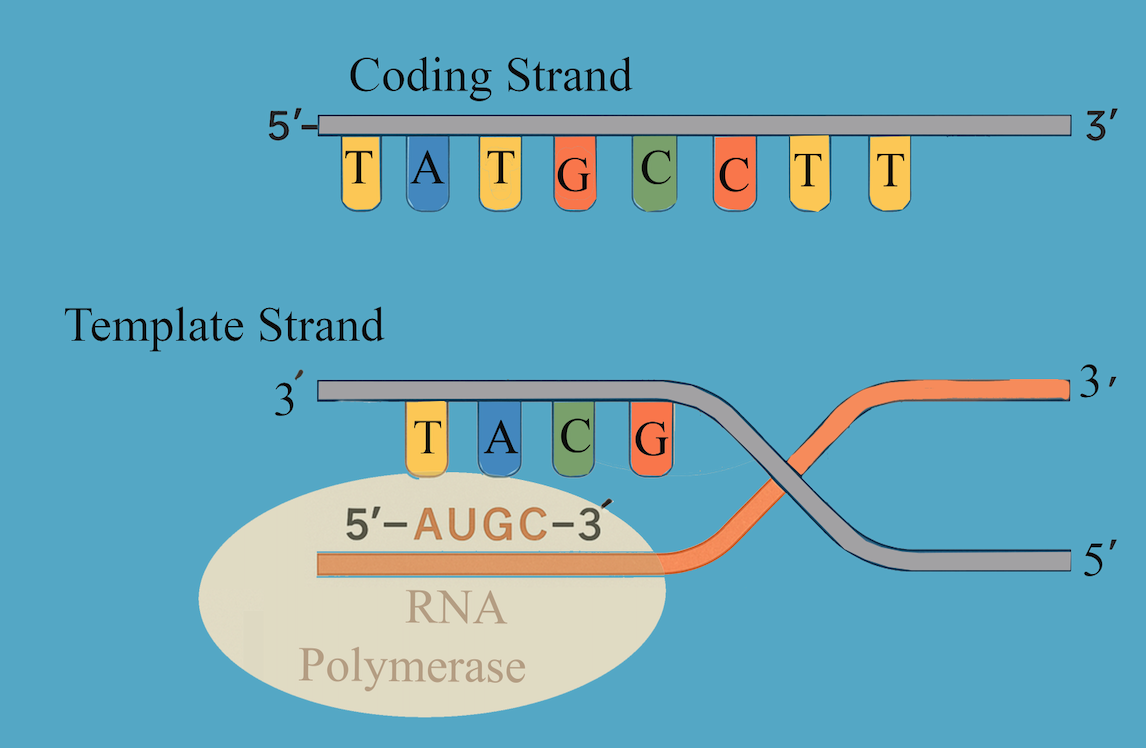 Coding Strand
5′- 3′
T A T G C C T T
Template Strand
3′ 3′
T A C G
5′–AUGC–3′
5′
RNA
Polymerase